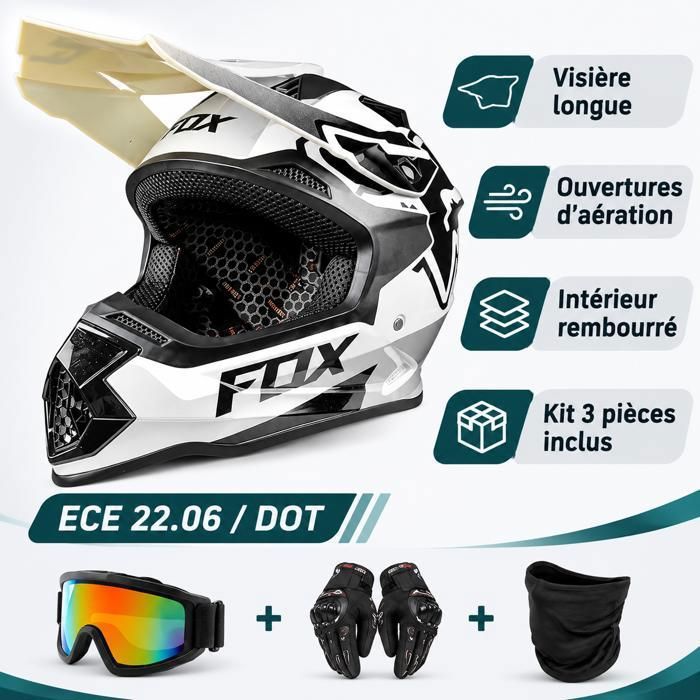 FOX
FOX
Visière
longue
Ouvertures
d'aération
Intérieur
rembourré
Kit 3 pièces
inclus
ECE 22.06 / DOT